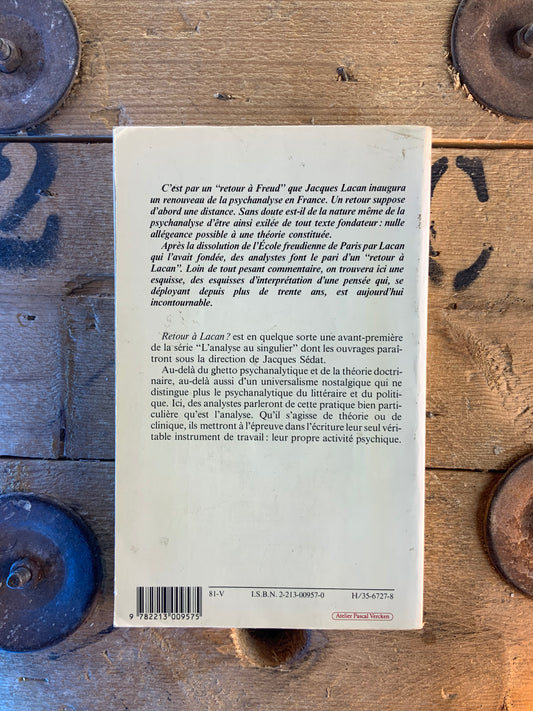 2
C'est par un "retour à Freud" que Jacques Lacan inaugura
un renouveau de la psychanalyse en France. Un retour suppose
d'abord une distance. Sans doute est-il de la nature même de la
psychanalyse d'être ainsi exilée de tout texte fondateur : nulle
allégeance possible à une théorie constituée.
Après la dissolution de l'École freudienne de Paris par Lacan
qui l'avait fondée, des analystes font le pari d'un "retour à
Lacan". Loin de tout pesant commentaire, on trouvera ici une
esquisse, des esquisses d'interprétation d'une pensée qui, se
déployant depuis plus de trente ans, est aujourd'hui
incontournable.
Retour à Lacan ? est en quelque sorte une avant-première
de la série "L'analyse au singulier" dont les ouvrages paraî-
tront sous la direction de Jacques Sédat.
Au-delà du ghetto psychanalytique et de la théorie doctri-
naire, au-delà aussi d'un universalisme nostalgique qui ne
distingue plus le psychanalytique du littéraire et du politi-
que. Ici, des analystes parleront de cette pratique bien parti-
culière qu'est l'analyse. Qu'il s'agisse de théorie ou de
clinique, ils mettront à l'épreuve dans l'écriture leur seul véri-
table instrument de travail : leur propre activité psychique.
81-V I.S.B.N. 2-213-00957-0 H/35-6727-8
9 782213 009575
Atelier Pascal Vercken